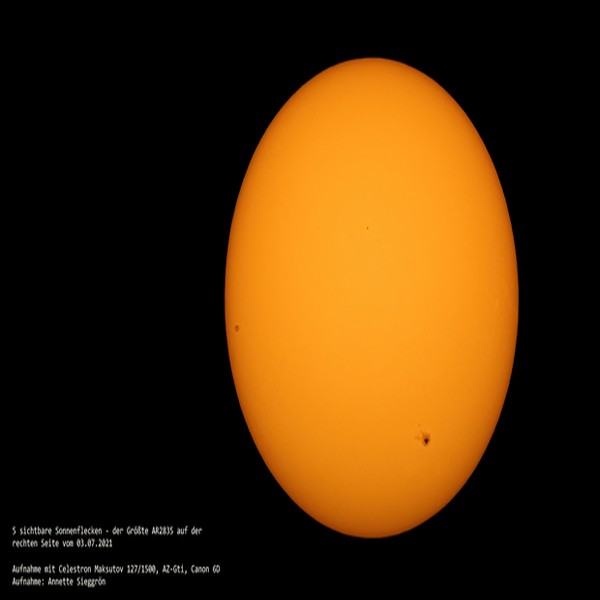 5 sichtbare Sonnenflecken - der Größte AR2835 auf der
rechten Seite vom 03.07.2021
Aufnahme mit Celestron Maksutov 127/1500, AZ-Gti, Canon 6D
Aufnahme: Annette Sieggrön